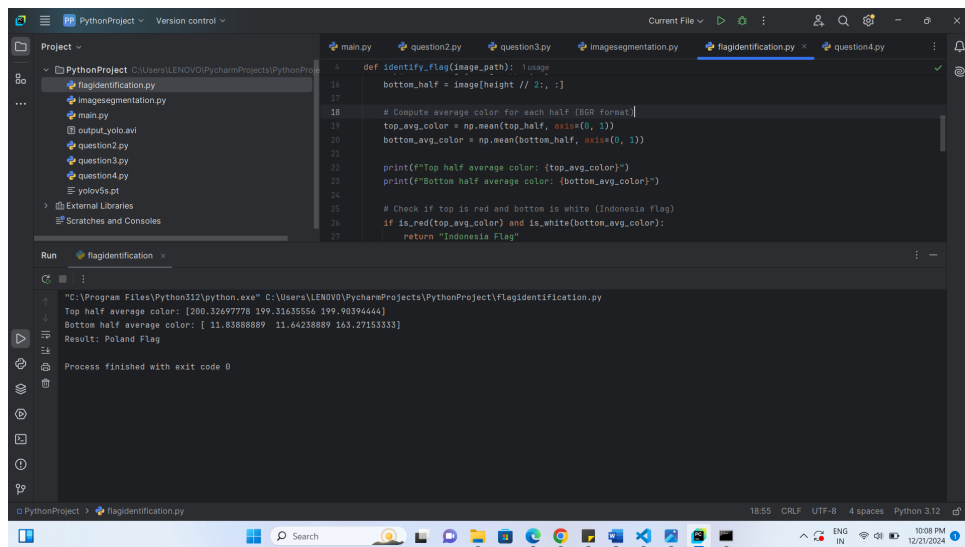 PP PythonProject Version control
Current File
Project
main.py question2.py question3.py imagesegmentation.py flagidentification.py question4.py
PythonProject C:\Users\LENOVO\PycharmProjects\PythonProje
flagidentification.py
imagesegmentation.py
main.py
output_yolo.avi
question2.py
question3.py
question4.py
yolov5s.pt
External Libraries
Scratches and Consoles
4 def identify_flag(image_path): 1 usage
16 bottom_half = image[height // 2:, :]
17
18 # Compute average color for each half (BGR format)
19 top_avg_color = np.mean(top_half, axis=(0, 1))
20 bottom_avg_color = np.mean(bottom_half, axis=(0, 1))
21
22 print(f"Top half average color: {top_avg_color}")
23 print(f"Bottom half average color: {bottom_avg_color}")
24
25 # Check if top is red and bottom is white (Indonesia flag)
26 if is_red(top_avg_color) and is_white(bottom_avg_color):
27 return "Indonesia Flag"
Run flagidentification
"C:\Program Files\Python312\python.exe" C:\Users\LENOVO\PycharmProjects\PythonProject\flagidentification.py
Top half average color: [200.32697778 199.31635556 199.90394444]
Bottom half average color: [ 11.83888889 11.64238889 163.27153333]
Result: Poland Flag
Process finished with exit code 0
PythonProject > flagidentification.py
18:55 CRLF UTF-8 4 spaces Python 3.12
Search
ENG
IN
10:08 PM
12/21/2024